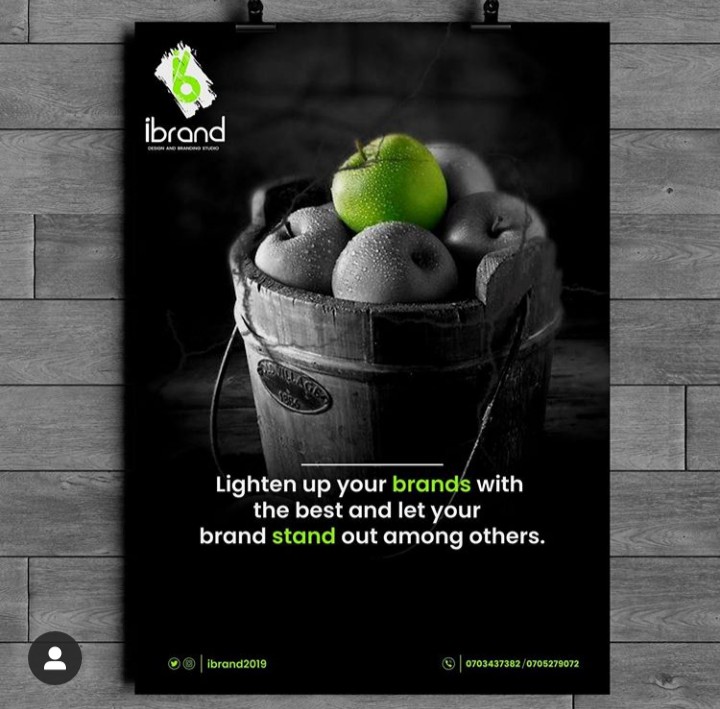 ibrand
DESIGN AND BRANDING STUDIO
Lighten up your brands with
the best and let your
brand stand out among others.
ibrand2019
0703437382/0705279072